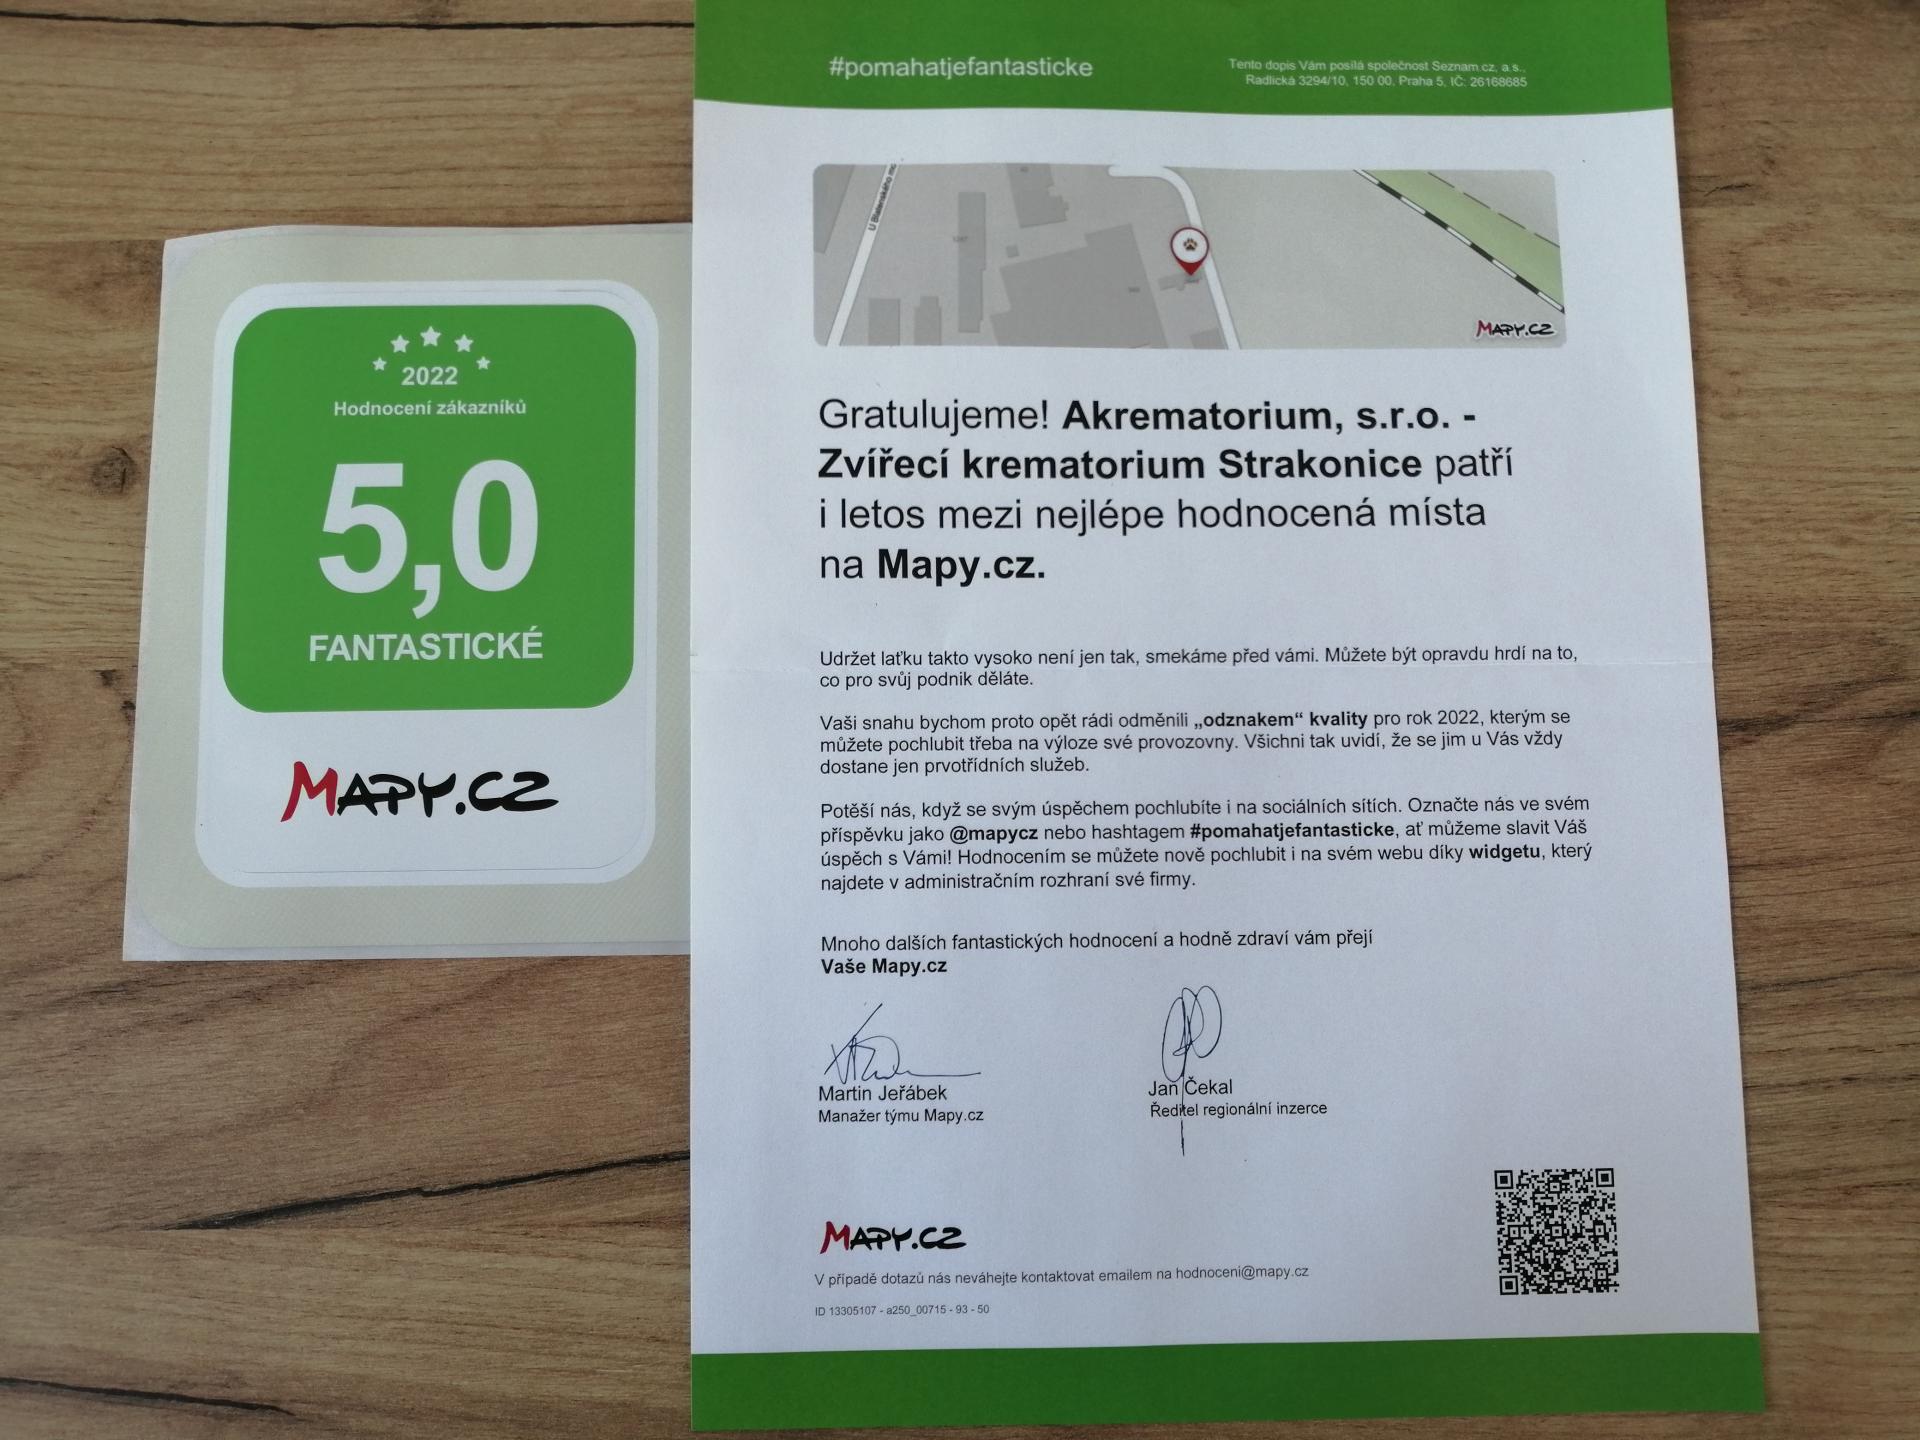 2022
Hodnocení zákazníků
5,0
FANTASTICKÉ
MAPY.CZ
#pomahatjefantasticke
Tento dopis Vám posílá společnost Seznam.cz, a.s.,
Radlická 3294/10, 150 00, Praha 5, IČ: 26168685
MAPY.CZ
Gratulujeme! Akrematorium, s.r.o. -
Zvířecí krematorium Strakonice patří
i letos mezi nejlépe hodnocená místa
na Mapy.cz.
Udržet laťku takto vysoko není jen tak, smekáme před vámi. Můžete být opravdu hrdí na to,
co pro svůj podnik děláte.
Vaši snahu bychom proto opět rádi odměnili „odznakem“ kvality pro rok 2022, kterým se
můžete pochlubit třeba na výloze své provozovny. Všichni tak uvidí, že se jim u Vás vždy
dostane jen prvotřídních služeb.
Potěší nás, když se svým úspěchem pochlubíte i na sociálních sítích. Označte nás ve svém
příspěvku jako @mapycz nebo hashtagem #pomahatjefantasticke, ať můžeme slavit Váš
úspěch s Vámi! Hodnocením se můžete nově pochlubit i na svém webu díky widgetu, který
najdete v administračním rozhraní své firmy.
Mnoho dalších fantastických hodnocení a hodně zdraví vám přejí
Vaše Mapy.cz
Martin Jeřábek
Manažer týmu Mapy.cz
Jan Čekal
Ředitel regionální inzerce
MAPY.CZ
V případě dotazů nás neváhejte kontaktovat emailem na hodnoceni@mapy.cz
ID 13305107 - a250_00715 - 93 - 50